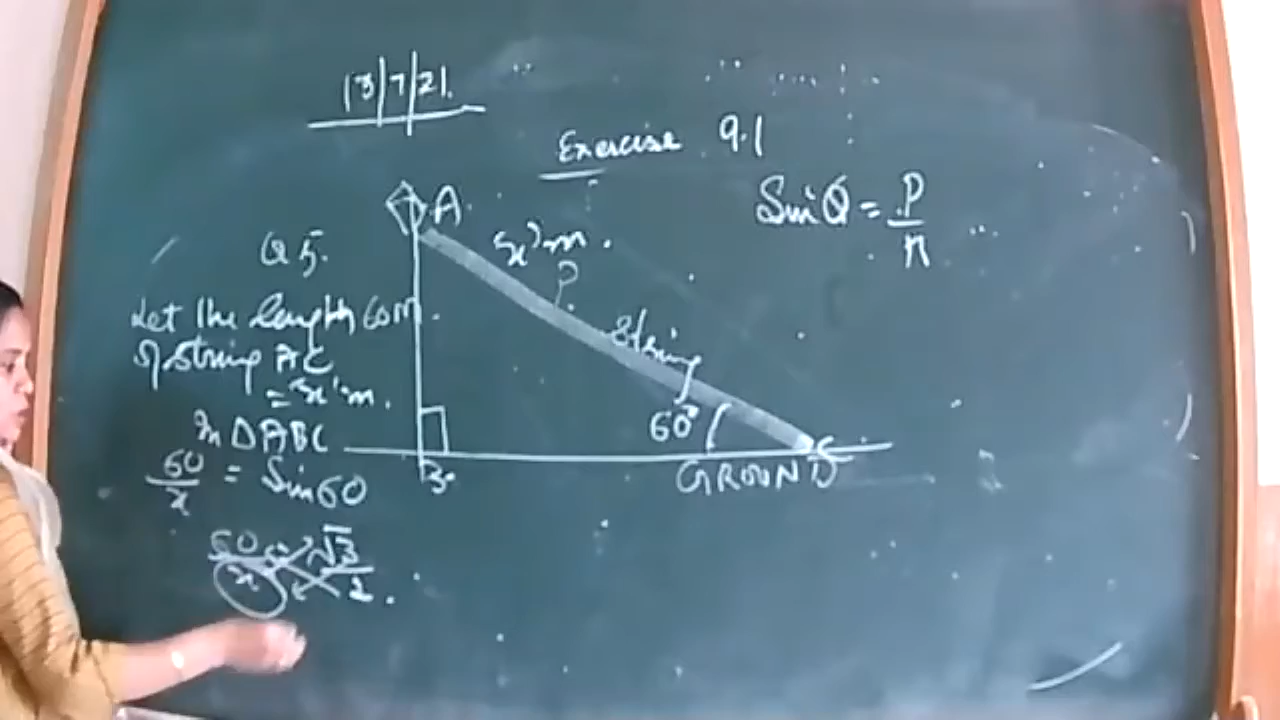 13/7/21.
Exercise 9.1
Sin θ = P/h
A
Q 5.
'x' m.
?
Let the length 60m.
of string AC
= 'x' m.
String
In △ABC
60°
60/x = Sin 60
B
C
GROUND
60/x = √3/2.